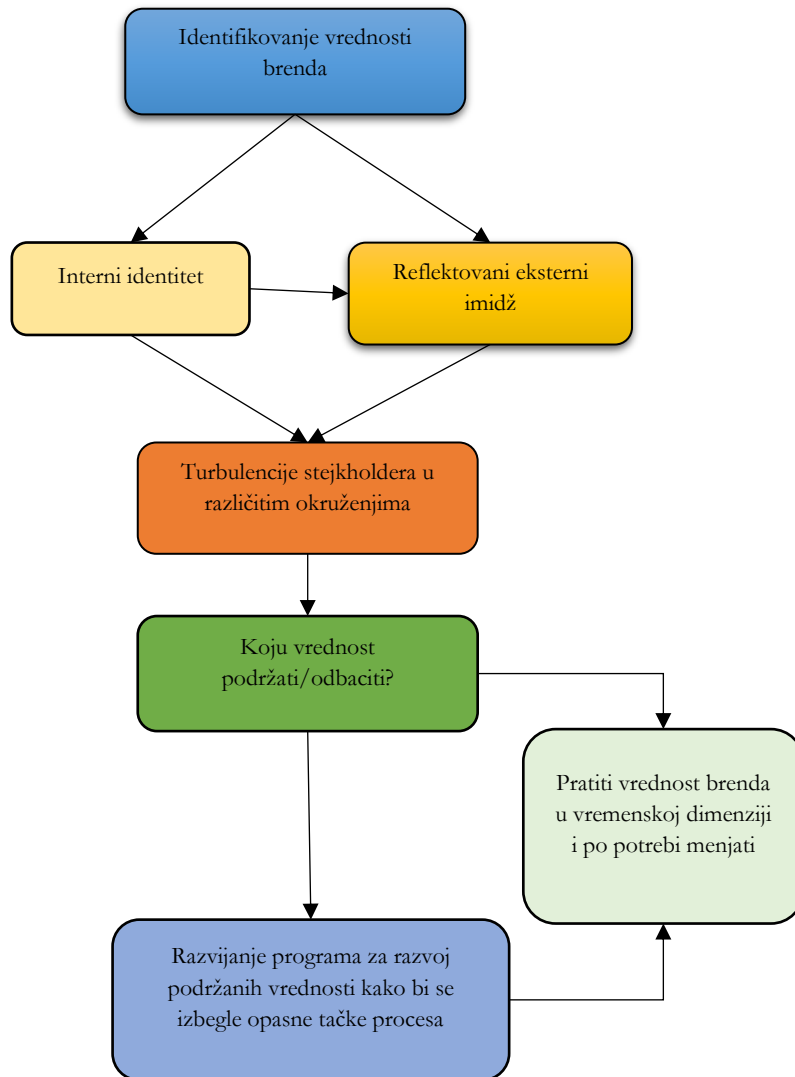 Identifikovanje vrednosti
brenda
Interni identitet
Reflektovani eksterni
imidž
Turbulencije stejkholdera u
različitim okruženjima
Koju vrednost
podržati/odbaciti?
Pratiti vrednost brenda
u vremenskoj dimenziji
i po potrebi menjati
Razvijanje programa za razvoj
podržanih vrednosti kako bi se
izbegle opasne tačke procesa